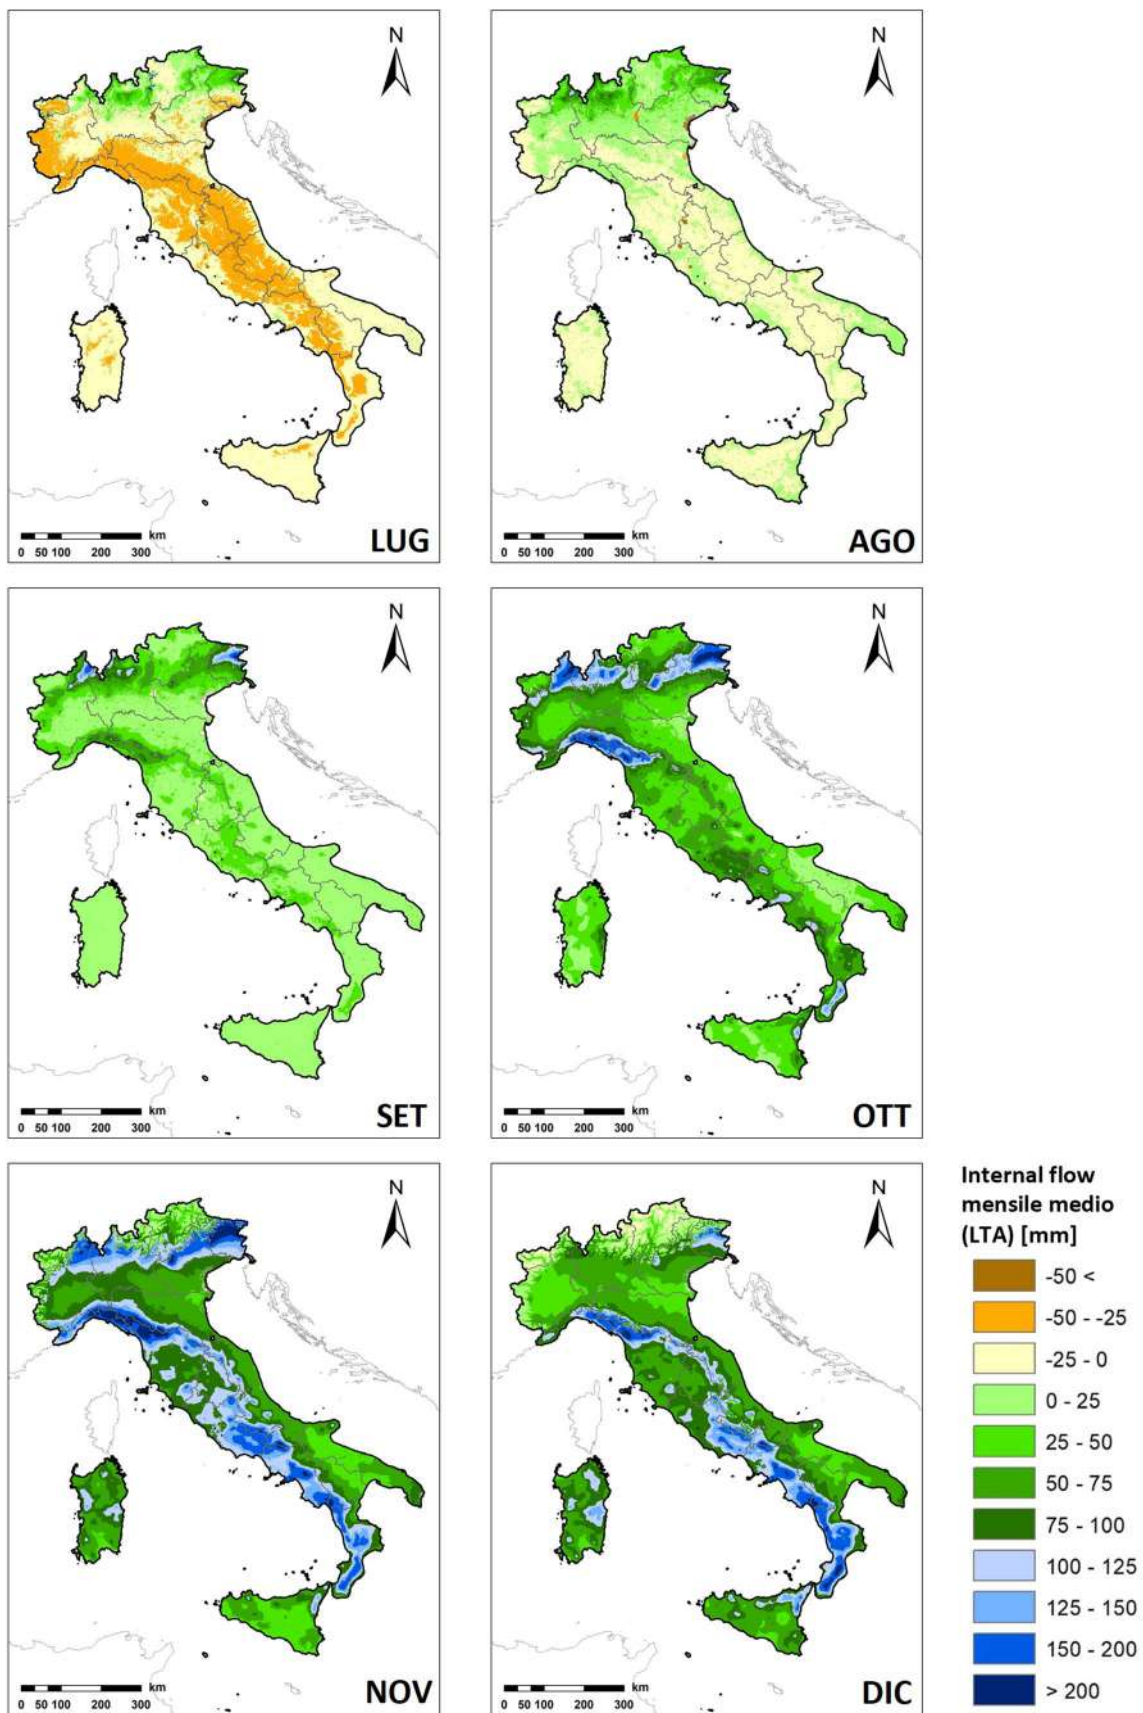 N
N
km
0 50 100 200 300
LUG
km
0 50 100 200 300
AGO
N
N
km
0 50 100 200 300
SET
km
0 50 100 200 300
OTT
N
N
Internal flow
mensile medio
(LTA) [mm]
-50 <
-50 - -25
-25 - 0
0 - 25
25 - 50
50 - 75
75 - 100
100 - 125
125 - 150
150 - 200
> 200
km
0 50 100 200 300
NOV
km
0 50 100 200 300
DIC